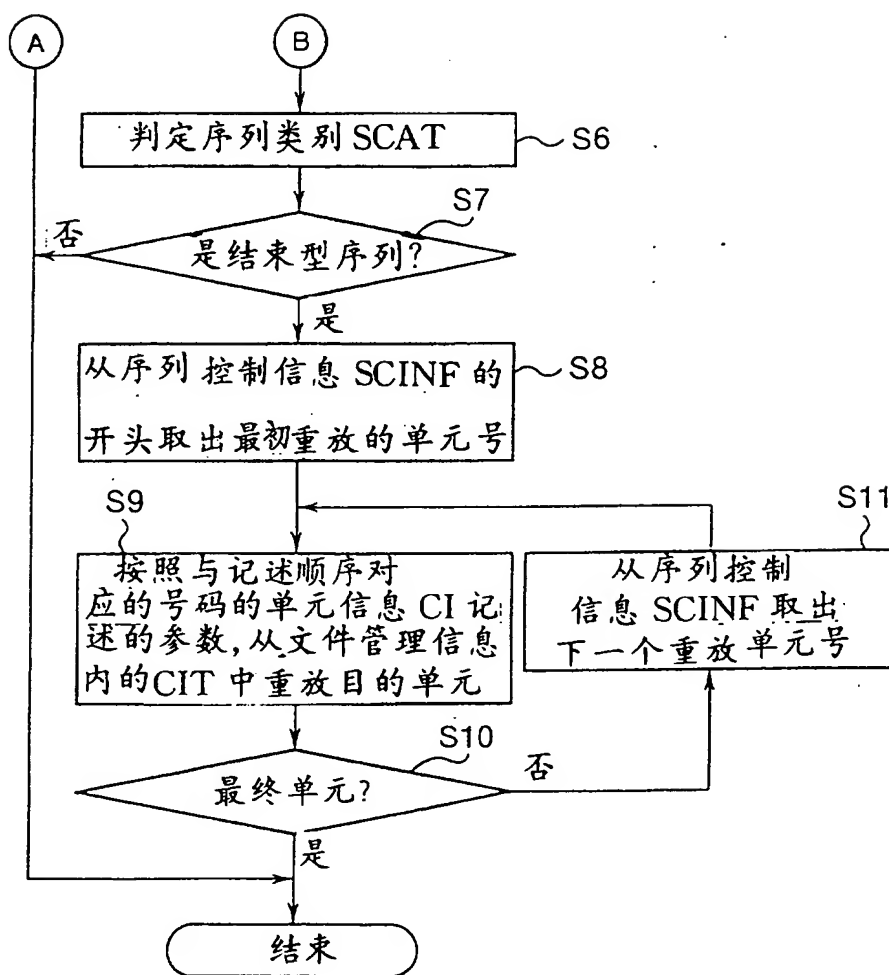 A
B
判定序列类别 SCAT
S6
S7
否
是结束型序列?
是
从序列控制信息 SCINF 的
开头取出最初重放的单元号
S8
S9
按照与记述顺序对
应的号码的单元信息 CI 记
述的参数,从文件管理信息
内的CIT 中重放目的单元
S11
从序列控制
信息 SCINF 取出
下一个重放单元号
S10
否
最终单元?
是
结束